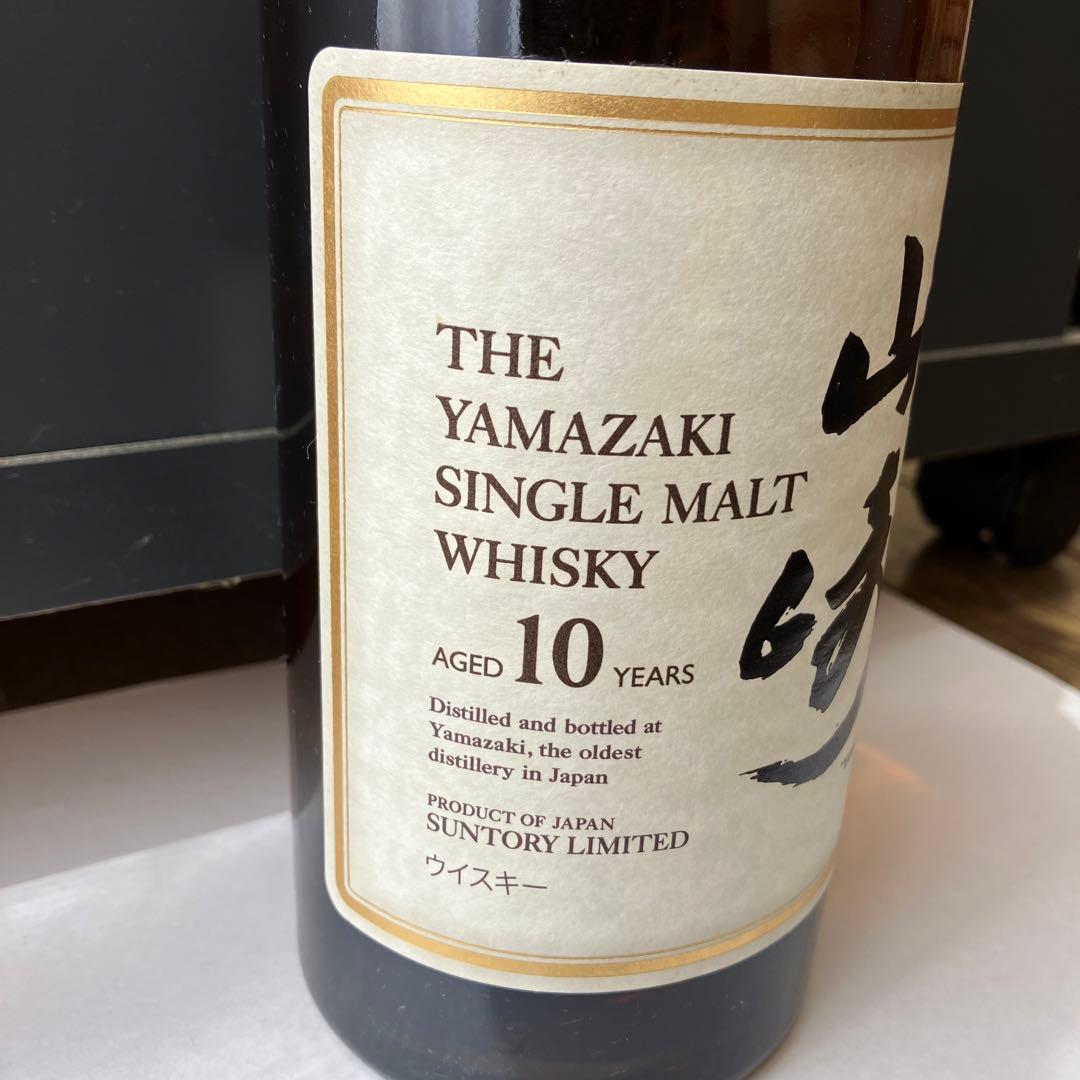 THE
YAMAZAKI
SINGLE MALT
WHISKY
AGED 10 YEARS
Distilled and bottled at
Yamazaki, the oldest
distillery in Japan
PRODUCT OF JAPAN
SUNTORY LIMITED
ウイスキー
山崎